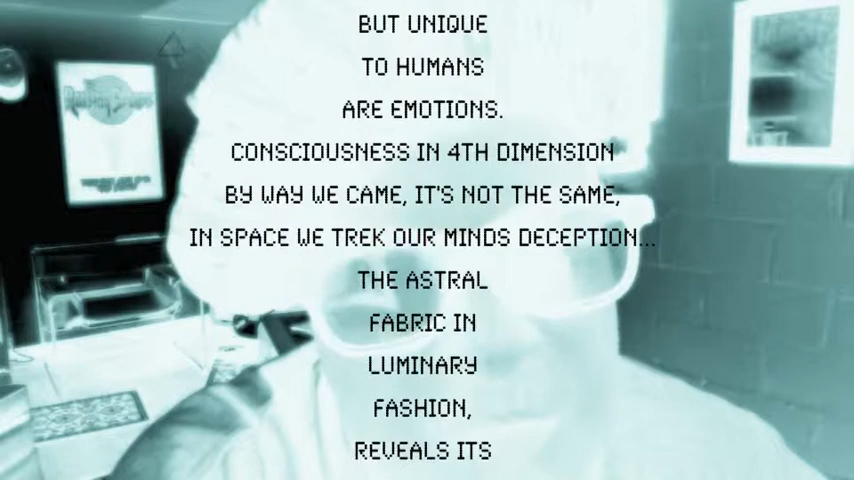 BUT UNIQUE
TO HUMANS
ARE EMOTIONS.
CONSCIOUSNESS IN 4TH DIMENSION
BY WAY WE CAME, IT'S NOT THE SAME,
IN SPACE WE TREK OUR MINDS DECEPTION...
THE ASTRAL
FABRIC IN
LUMINARY
FASHION,
REVEALS ITS